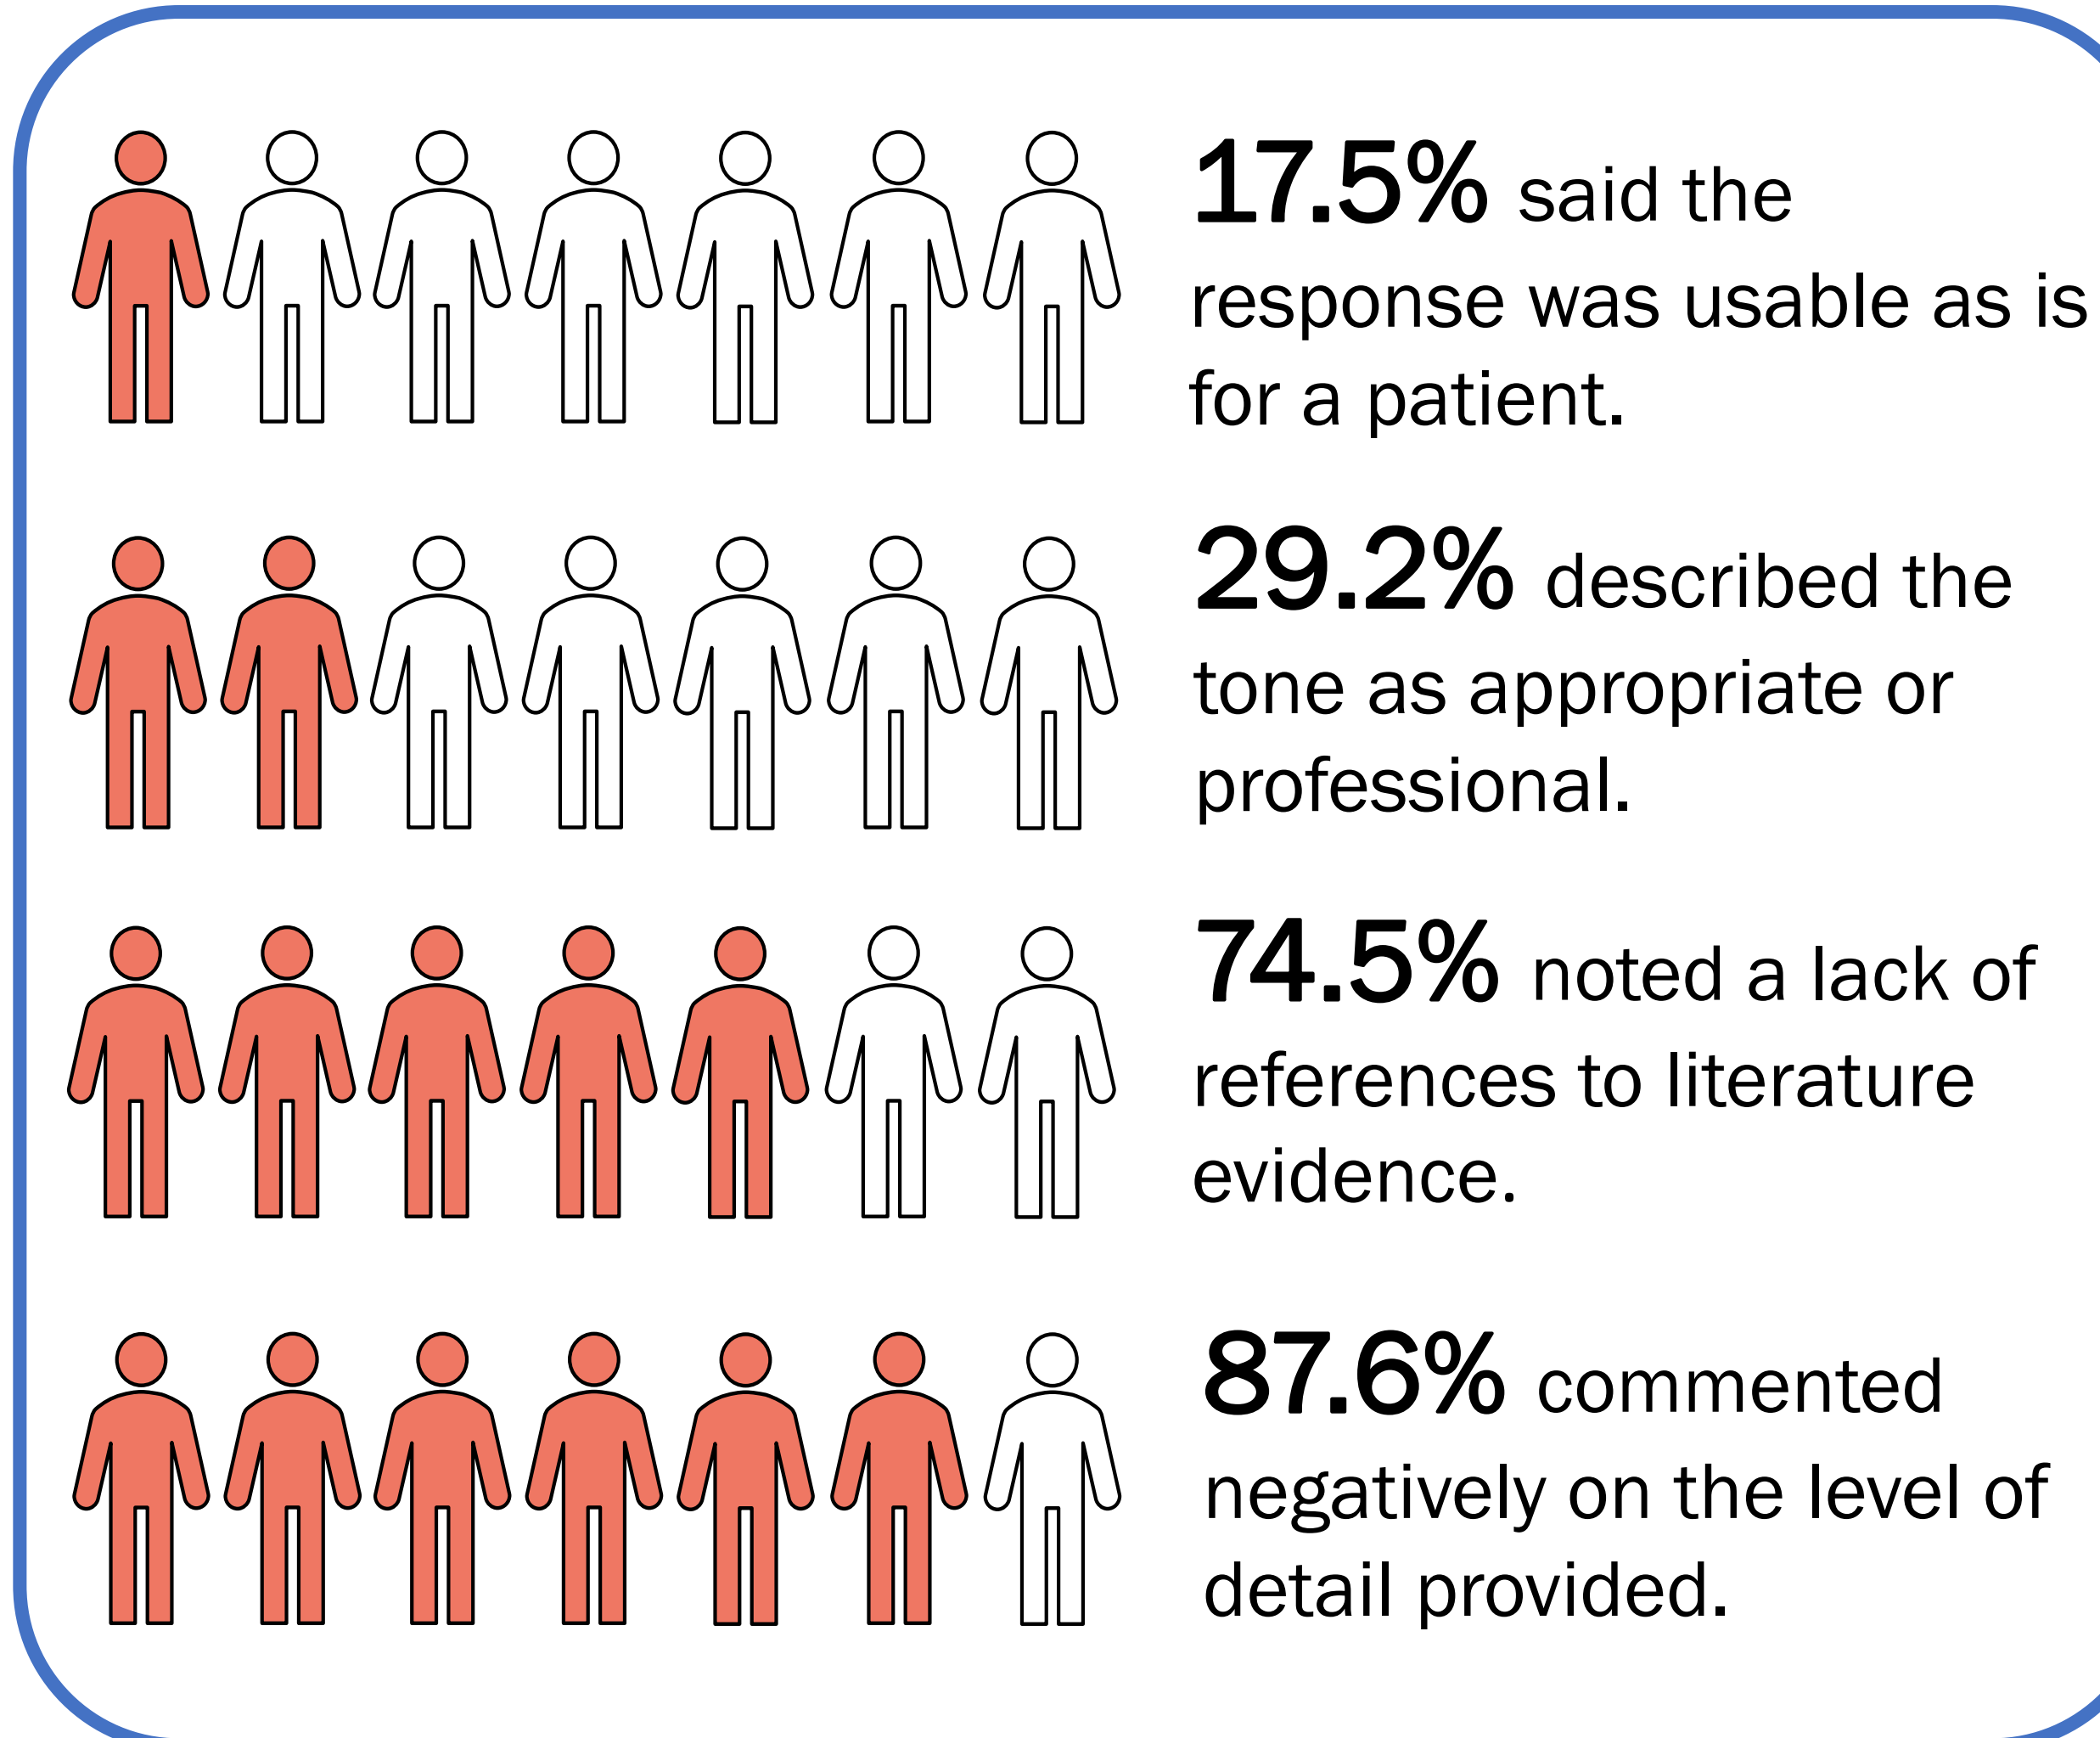 17.5% said the
response was usable as is
for a patient.
29.2% described the
tone as appropriate or
professional.
74.5% noted a lack of
references to literature
evidence.
87.6% commented
negatively on the level of
detail provided.